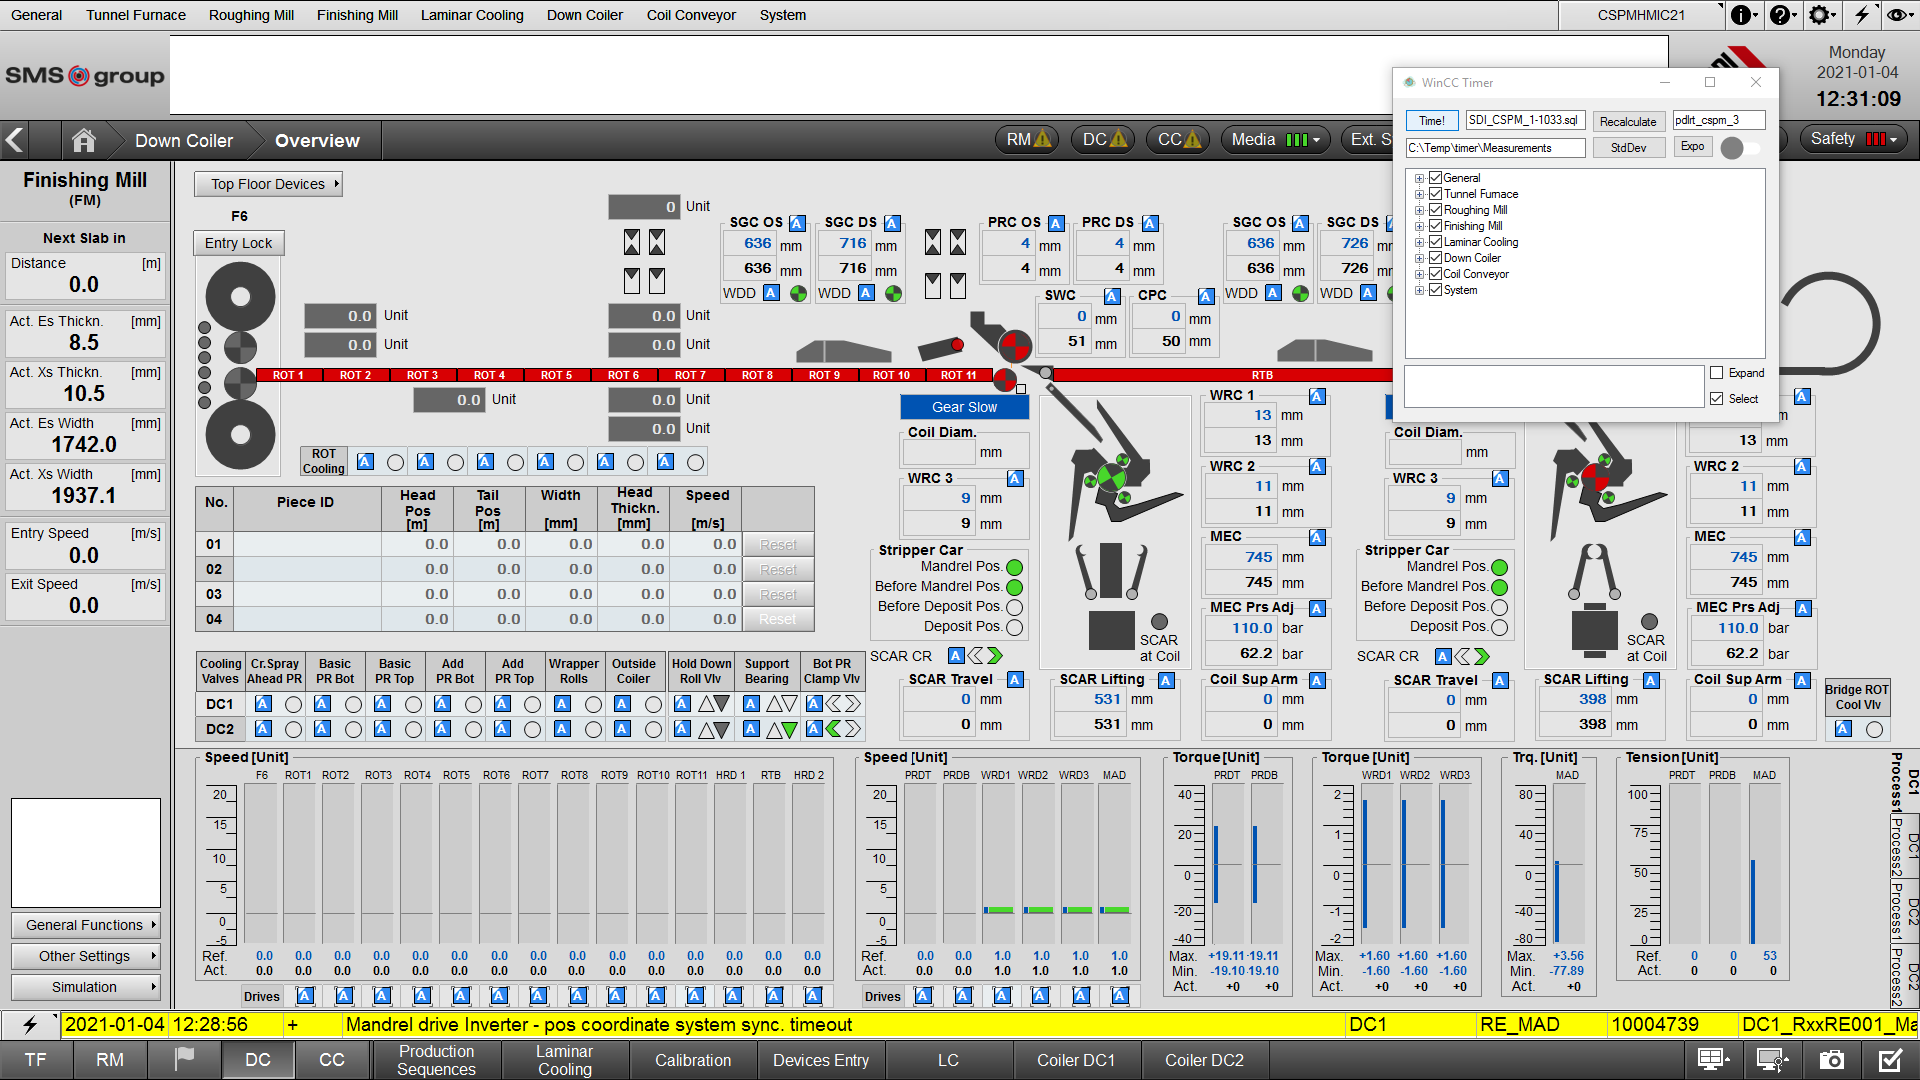 General Tunnel Furnace Roughing Mill Finishing Mill Laminar Cooling Down Coiler Coil Conveyor System CSPMHMIC21
SMS group
Monday
2021-01-04
12:31:09
Down Coiler Overview RM DC CC Media Ext. S Safety
WinCC Timer
Time! SDI_CSPM_1-1033.sql Recalculate pdlrt_cspm_3
C:\Temp\timer\Measurements StdDev Expo
General
Tunnel Furnace
Roughing Mill
Finishing Mill
Laminar Cooling
Down Coiler
Coil Conveyor
System
Expand
Select
Finishing Mill
(FM)
Next Slab in
Distance [m]
0.0
Act. Es Thickn. [mm]
8.5
Act. Xs Thickn. [mm]
10.5
Act. Es Width [mm]
1742.0
Act. Xs Width [mm]
1937.1
Entry Speed [m/s]
0.0
Exit Speed [m/s]
0.0
General Functions
Other Settings
Simulation
Top Floor Devices
F6
Entry Lock
0 Unit
0.0 Unit 0.0 Unit
0.0 Unit 0.0 Unit
SGC OS A SGC DS A PRC OS A PRC DS A SGC OS A SGC DS
636 mm 716 mm 4 mm 4 mm 636 mm 726 mm
636 mm 716 mm 4 mm 4 mm 636 mm 726 mm
WDD A WDD A WDD A WDD A
SWC A CPC A
0 mm 0 mm
51 mm 50 mm
ROT 1 ROT 2 ROT 3 ROT 4 ROT 5 ROT 6 ROT 7 ROT 8 ROT 9 ROT 10 ROT 11 RTB
0.0 Unit 0.0 Unit
0.0 Unit
ROT
Cooling A A A A A A
No. Piece ID Head Pos [m] Tail Pos [m] Width [mm] Head Thickn. [mm] Speed [m/s]
01 0.0 0.0 0.0 0.0 0.0 Reset
02 0.0 0.0 0.0 0.0 0.0 Reset
03 0.0 0.0 0.0 0.0 0.0 Reset
04 0.0 0.0 0.0 0.0 0.0 Reset
Cooling Valves Cr.Spray Ahead PR Basic PR Bot Basic PR Top Add PR Bot Add PR Top Wrapper Rolls Outside Coiler Hold Down Roll Vlv Support Bearing Bot PR Clamp Vlv
DC1 A A A A A A A A A A
DC2 A A A A A A A A A A
Gear Slow
Coil Diam.
mm
WRC 3 A
9 mm
9 mm
Stripper Car
Mandrel Pos.
Before Mandrel Pos.
Before Deposit Pos.
Deposit Pos.
SCAR CR A
SCAR Travel A
0 mm
0 mm
SCAR
at Coil
SCAR Lifting A
531 mm
531 mm
WRC 1 A
13 mm
13 mm
WRC 2 A
11 mm
11 mm
MEC A
745 mm
745 mm
MEC Prs Adj A
110.0 bar
62.2 bar
Coil Sup Arm A
0 mm
0 mm
Coil Diam.
mm
WRC 3 A
9 mm
9 mm
Stripper Car
Mandrel Pos.
Before Mandrel Pos.
Before Deposit Pos.
Deposit Pos.
SCAR CR A
SCAR Travel A
0 mm
0 mm
SCAR
at Coil
SCAR Lifting A
398 mm
398 mm
A
13 mm
WRC 2 A
11 mm
11 mm
MEC A
745 mm
745 mm
MEC Prs Adj A
110.0 bar
62.2 bar
Coil Sup Arm A
0 mm
0 mm
Bridge ROT
Cool Vlv
A
Speed [Unit]
F6 ROT1 ROT2 ROT3 ROT4 ROT5 ROT6 ROT7 ROT8 ROT9 ROT10 ROT11 HRD 1 RTB HRD 2
20
15
10
5
0
-5
Ref. 0.0 0.0 0.0 0.0 0.0 0.0 0.0 0.0 0.0 0.0 0.0 0.0 0.0 0.0 0.0
Act. 0.0 0.0 0.0 0.0 0.0 0.0 0.0 0.0 0.0 0.0 0.0 0.0 0.0 0.0 0.0
Drives A A A A A A A A A A A A A A
Speed [Unit]
PRDT PRDB WRD1 WRD2 WRD3 MAD
20
15
10
5
0
-5
Ref. 0.0 0.0 1.0 1.0 1.0 1.0
Act. 0.0 0.0 1.0 1.0 1.0 1.0
Drives A A A A A A
Torque [Unit]
PRDT PRDB
40
20
0
-20
-40
Max. +19.11 19.11
Min. -19.10 19.10
Act. +0 +0
Torque [Unit]
WRD1 WRD2 WRD3
2
1
0
-1
-2
Max. +1.60 +1.60 +1.60
Min. -1.60 -1.60 -1.60
Act. +0 +0 +0
Trq. [Unit]
MAD
80
40
0
-40
-80
Max. +3.56
Min. -77.89
Act. +0
Tension [Unit]
PRDT PRDB MAD
100
75
50
25
0
Ref. 0 0 53
Act. 0 0 0
DC1 Process1
DC1 Process2
DC2 Process1
DC2 Process2
2021-01-04 12:28:56 + Mandrel drive Inverter - pos coordinate system sync. timeout DC1 RE_MAD 10004739 DC1_RxxRE001_Ma
TF RM DC CC Production Sequences Laminar Cooling Calibration Devices Entry LC Coiler DC1 Coiler DC2